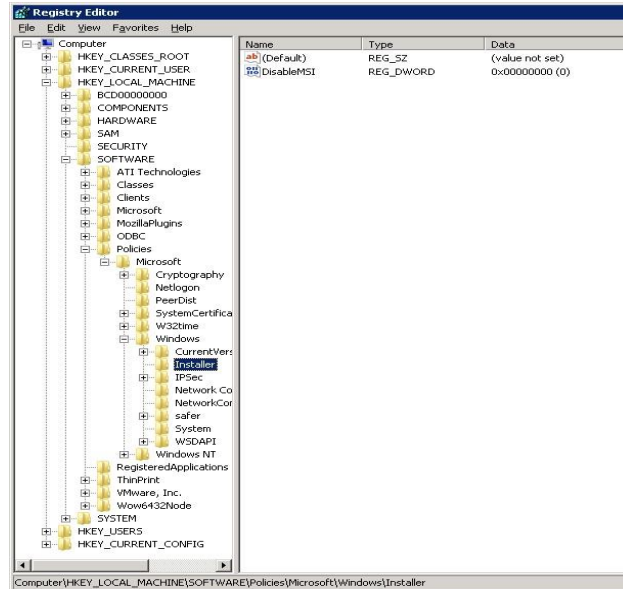 Registry Editor
File Edit View Favorites Help
Computer
HKEY_CLASSES_ROOT
HKEY_CURRENT_USER
HKEY_LOCAL_MACHINE
BCD00000000
COMPONENTS
HARDWARE
SAM
SECURITY
SOFTWARE
ATI Technologies
Classes
Clients
Microsoft
MozillaPlugins
ODBC
Policies
Microsoft
Cryptography
Netlogon
PeerDist
SystemCertifica
W32time
Windows
CurrentVers
Installer
IPSec
Network Co
NetworkCor
safer
System
WSDAPI
Windows NT
RegisteredApplications
ThinPrint
VMware, Inc.
Wow6432Node
SYSTEM
HKEY_USERS
HKEY_CURRENT_CONFIG
Name Type Data
(Default) REG_SZ (value not set)
DisableMSI REG_DWORD 0x00000000 (0)
Computer\HKEY_LOCAL_MACHINE\SOFTWARE\Policies\Microsoft\Windows\Installer